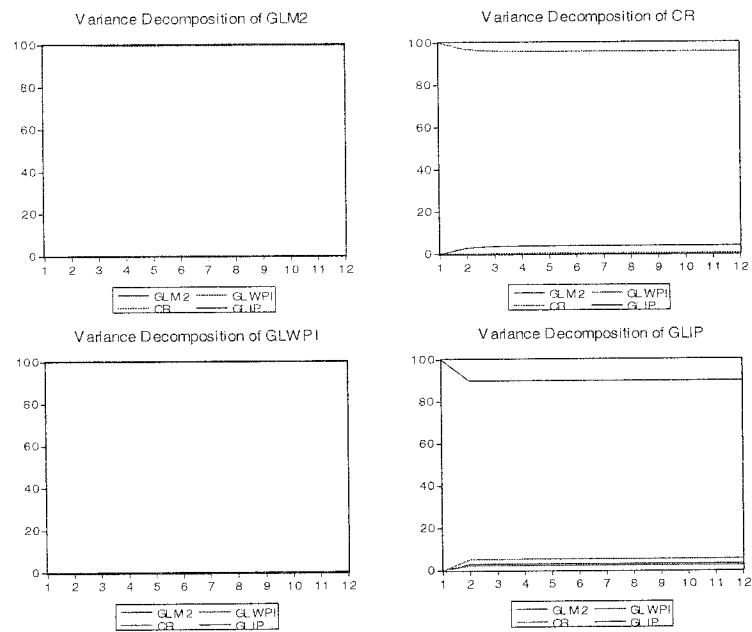 Variance Decomposition of GLM2
100
80
60
40
20
0
1 2 3 4 5 6 7 8 9 10 11 12
GLM2 GLWPI
CR GLIP
Variance Decomposition of CR
100
80
60
40
20
0
1 2 3 4 5 6 7 8 9 10 11 12
GLM2 GLWPI
CR GLIP
Variance Decomposition of GLWPI
100
80
60
40
20
0
1 2 3 4 5 6 7 8 9 10 11 12
GLM2 GLWPI
CR GLIP
Variance Decomposition of GLIP
100
80
60
40
20
0
1 2 3 4 5 6 7 8 9 10 11 12
GLM2 GLWPI
CR GLIP